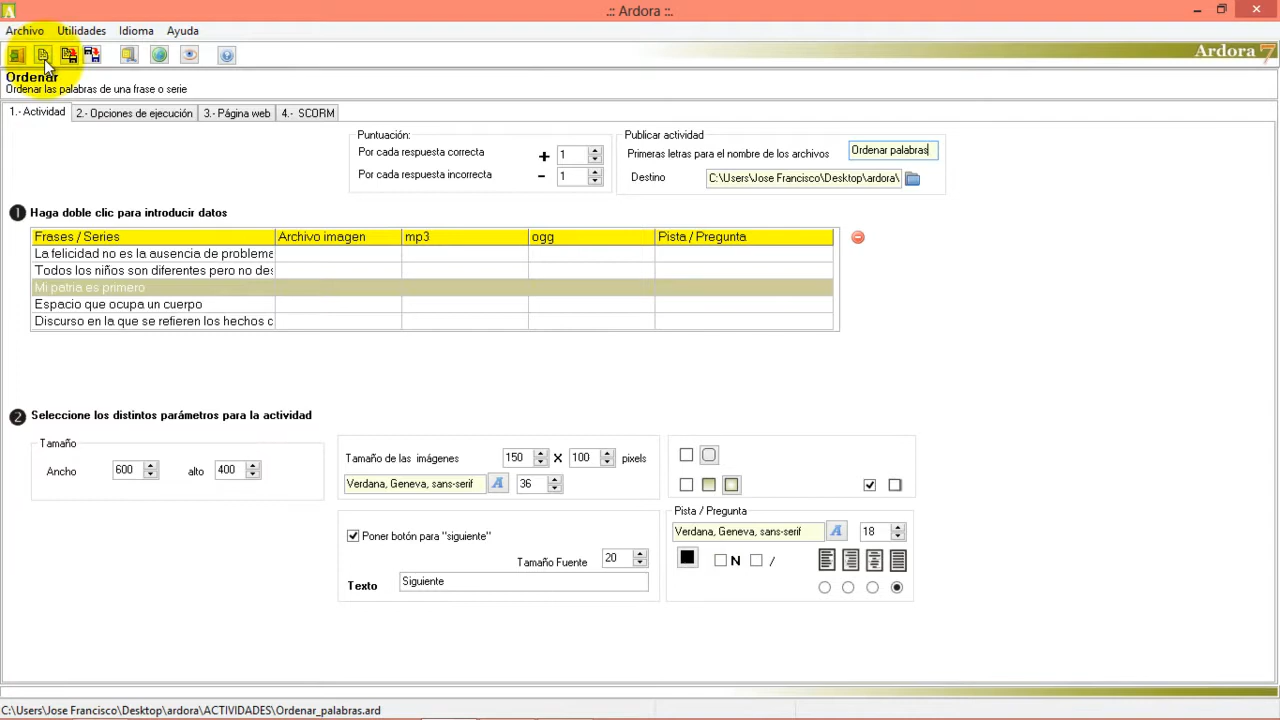 .:: Ardora ::.
Archivo Utilidades Idioma Ayuda
Ardora 7
Ordenar
Ordenar las palabras de una frase o serie
1.- Actividad 2.- Opciones de ejecución 3.- Página web 4.- SCORM
Puntuación:
Por cada respuesta correcta + 1
Por cada respuesta incorrecta - 1
Publicar actividad
Primeras letras para el nombre de los archivos Ordenar palabras
Destino C:\Users\Jose Francisco\Desktop\ardora\
1 Haga doble clic para introducir datos
Frases / Series Archivo imagen mp3 ogg Pista / Pregunta
La felicidad no es la ausencia de problema
Todos los niños son diferentes pero no des
Mi patria es primero
Espacio que ocupa un cuerpo
Discurso en la que se refieren los hechos c
2 Seleccione los distintos parámetros para la actividad
Tamaño
Ancho 600 alto 400
Tamaño de las imágenes 150 X 100 pixels
Verdana, Geneva, sans-serif A 36
Poner botón para "siguiente"
Tamaño Fuente 20
Texto Siguiente
Pista / Pregunta
Verdana, Geneva, sans-serif A 18
N /
C:\Users\Jose Francisco\Desktop\ardora\ACTIVIDADES\Ordenar_palabras.ard